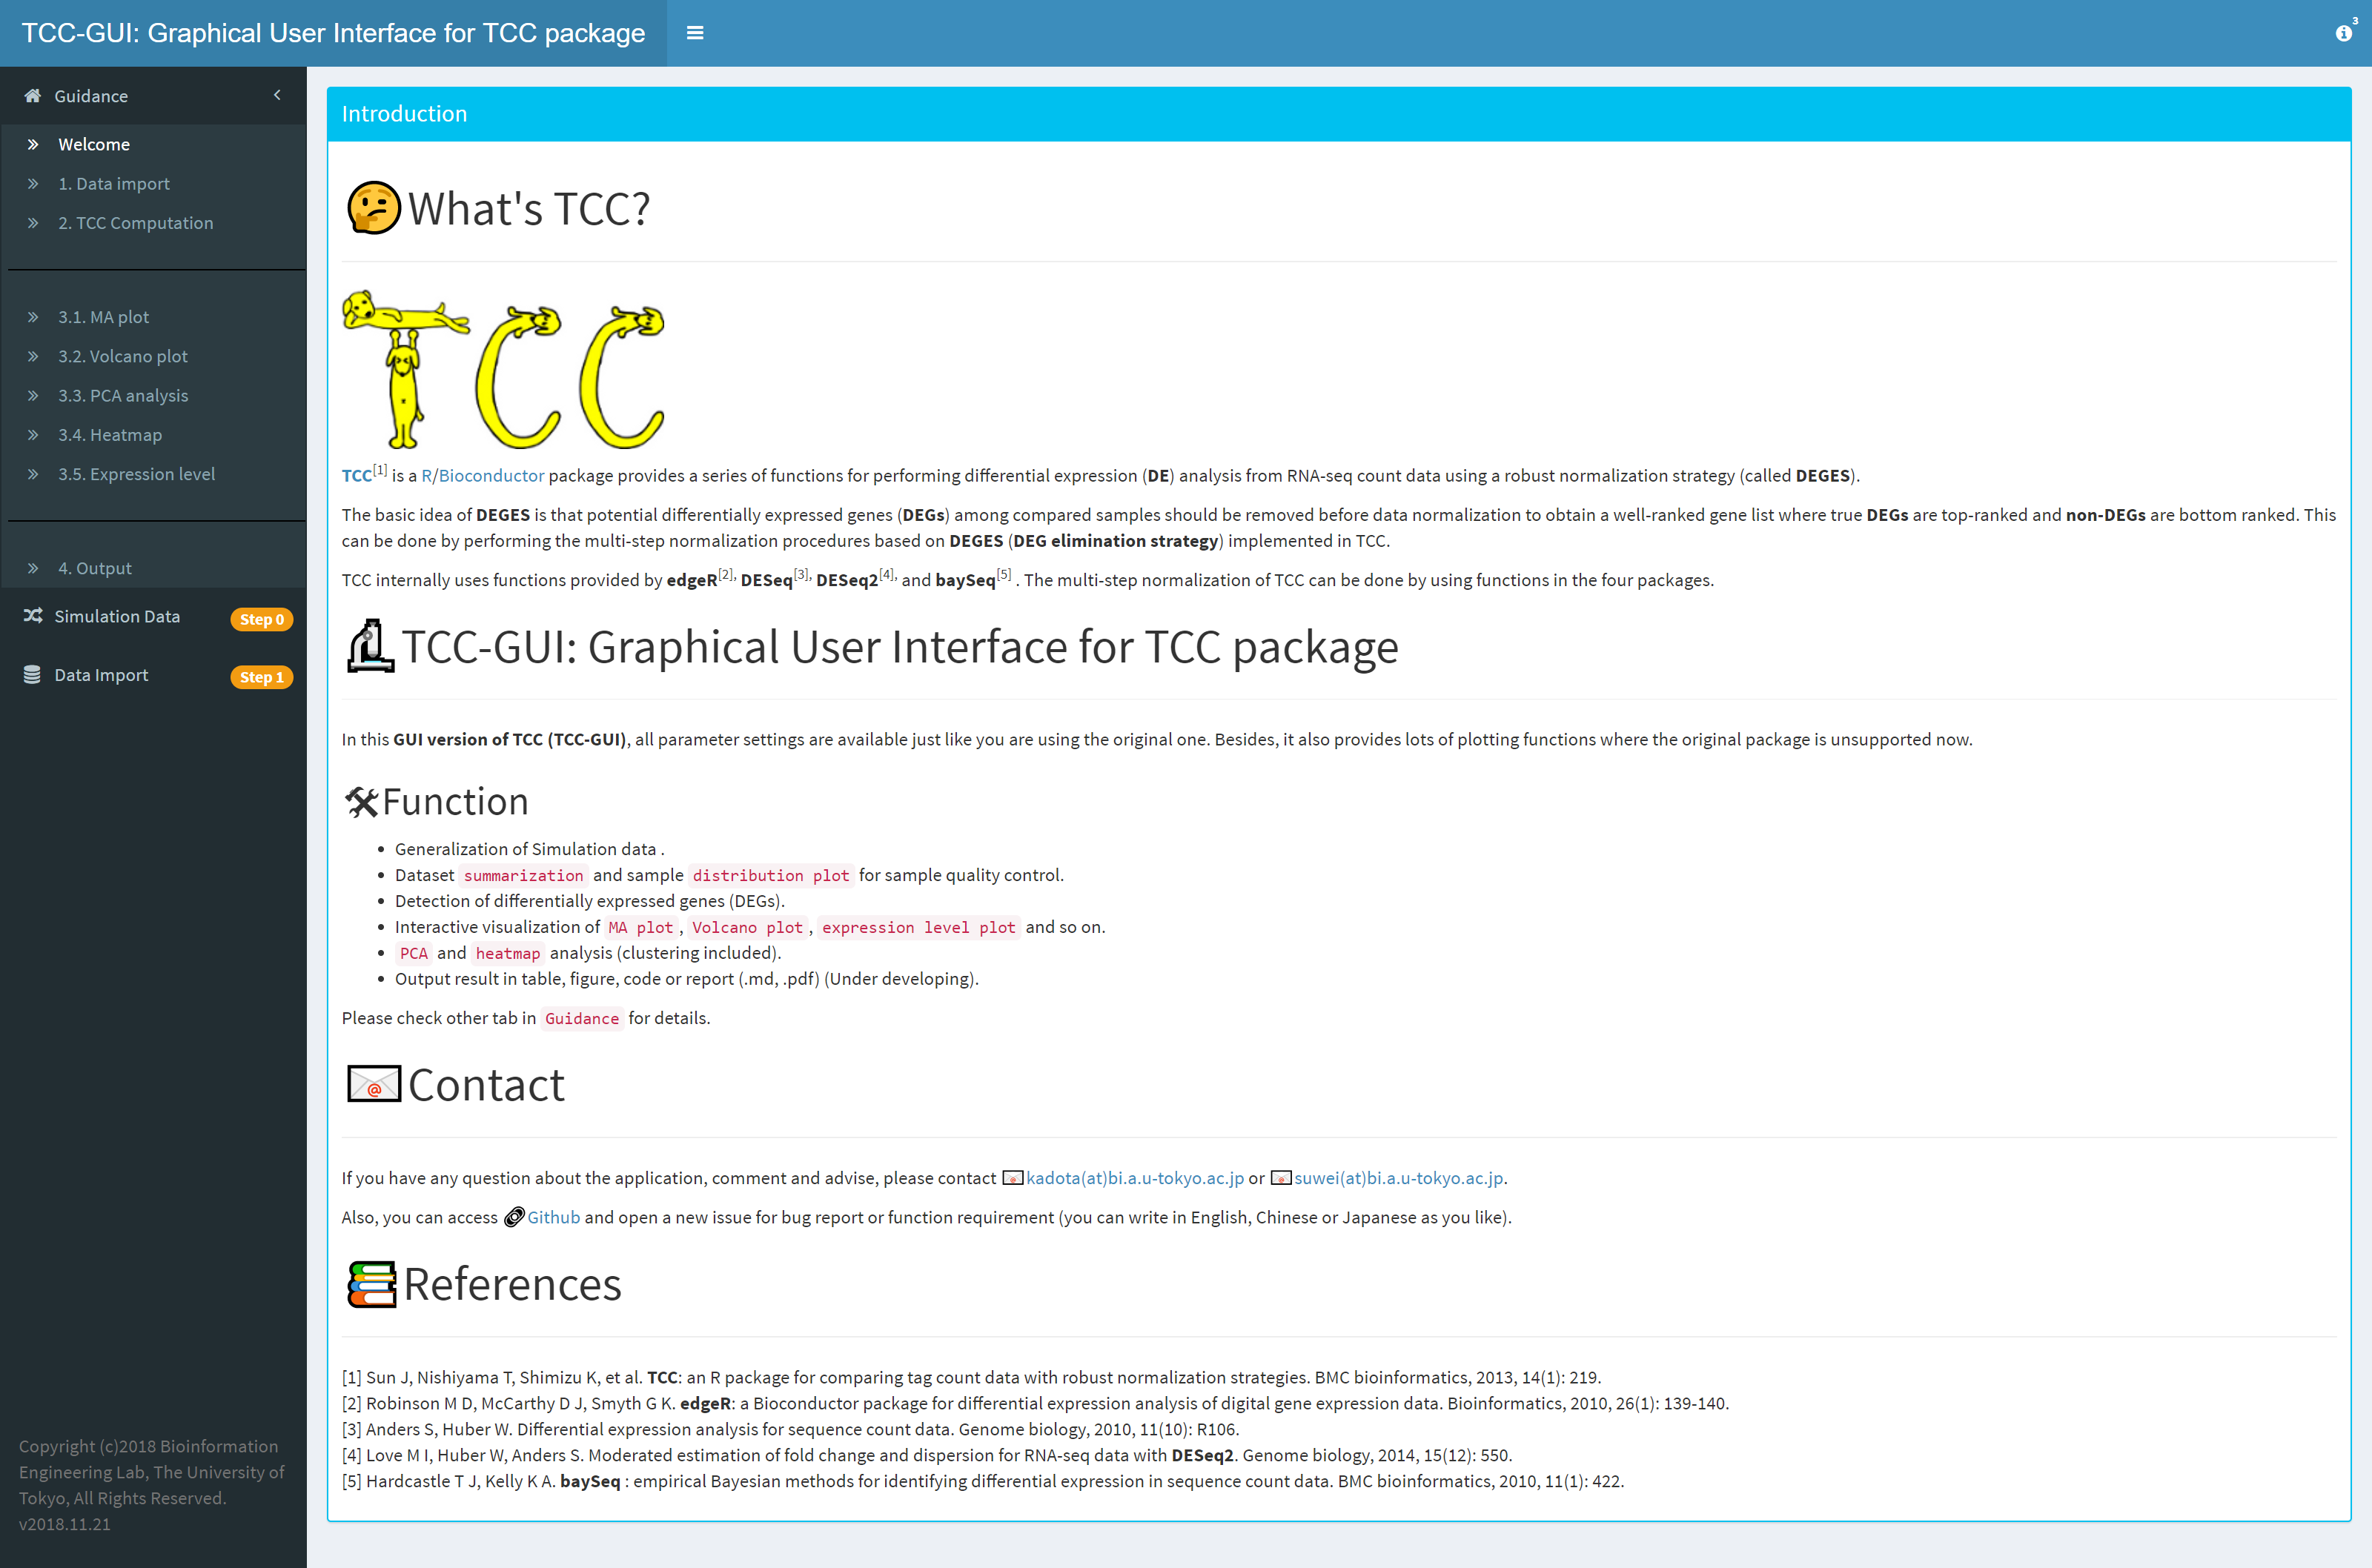 TCC-GUI: Graphical User Interface for TCC package
3
Guidance
Welcome
1. Data import
2. TCC Computation
3.1. MA plot
3.2. Volcano plot
3.3. PCA analysis
3.4. Heatmap
3.5. Expression level
4. Output
Simulation Data Step 0
Data Import Step 1
Copyright (c)2018 Bioinformation
Engineering Lab, The University of
Tokyo, All Rights Reserved.
v2018.11.21
Introduction
What's TCC?
TCC
TCC[1] is a R/Bioconductor package provides a series of functions for performing differential expression (DE) analysis from RNA-seq count data using a robust normalization strategy (called DEGES).
The basic idea of DEGES is that potential differentially expressed genes (DEGs) among compared samples should be removed before data normalization to obtain a well-ranked gene list where true DEGs are top-ranked and non-DEGs are bottom ranked. This
can be done by performing the multi-step normalization procedures based on DEGES (DEG elimination strategy) implemented in TCC.
TCC internally uses functions provided by edgeR[2], DESeq[3], DESeq2[4], and baySeq[5] . The multi-step normalization of TCC can be done by using functions in the four packages.
TCC-GUI: Graphical User Interface for TCC package
In this GUI version of TCC (TCC-GUI), all parameter settings are available just like you are using the original one. Besides, it also provides lots of plotting functions where the original package is unsupported now.
Function
• Generalization of Simulation data .
• Dataset summarization and sample distribution plot for sample quality control.
• Detection of differentially expressed genes (DEGs).
• Interactive visualization of MA plot , Volcano plot , expression level plot and so on.
• PCA and heatmap analysis (clustering included).
• Output result in table, figure, code or report (.md, .pdf) (Under developing).
Please check other tab in Guidance for details.
Contact
If you have any question about the application, comment and advise, please contact kadota(at)bi.a.u-tokyo.ac.jp or suwei(at)bi.a.u-tokyo.ac.jp.
Also, you can access Github and open a new issue for bug report or function requirement (you can write in English, Chinese or Japanese as you like).
References
[1] Sun J, Nishiyama T, Shimizu K, et al. TCC: an R package for comparing tag count data with robust normalization strategies. BMC bioinformatics, 2013, 14(1): 219.
[2] Robinson M D, McCarthy D J, Smyth G K. edgeR: a Bioconductor package for differential expression analysis of digital gene expression data. Bioinformatics, 2010, 26(1): 139-140.
[3] Anders S, Huber W. Differential expression analysis for sequence count data. Genome biology, 2010, 11(10): R106.
[4] Love M I, Huber W, Anders S. Moderated estimation of fold change and dispersion for RNA-seq data with DESeq2. Genome biology, 2014, 15(12): 550.
[5] Hardcastle T J, Kelly K A. baySeq : empirical Bayesian methods for identifying differential expression in sequence count data. BMC bioinformatics, 2010, 11(1): 422.